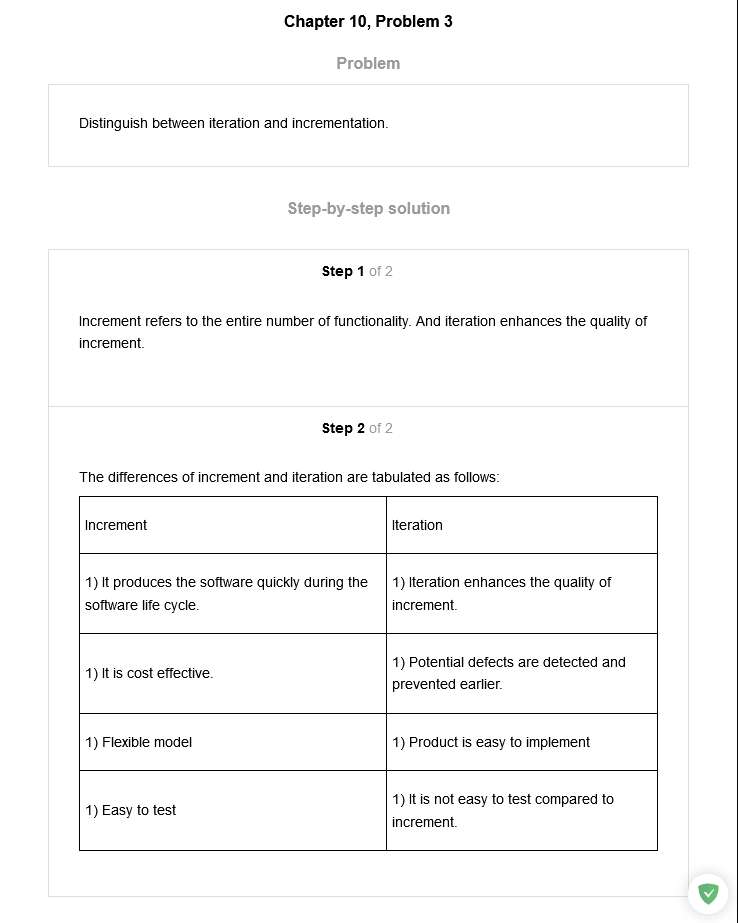 Chapter 10, Problem 3
Problem
Distinguish between iteration and incrementation.
Step-by-step solution
Step 1 of 2
Increment refers to the entire number of functionality. And iteration enhances the quality of
increment.
Step 2 of 2
The differences of increment and iteration are tabulated as follows:
Increment
Iteration
1) It produces the software quickly during the
software life cycle.
1) Iteration enhances the quality of
increment.
1) It is cost effective.
1) Potential defects are detected and
prevented earlier.
1) Flexible model
1) Product is easy to implement
1) Easy to test
1) It is not easy to test compared to
increment.